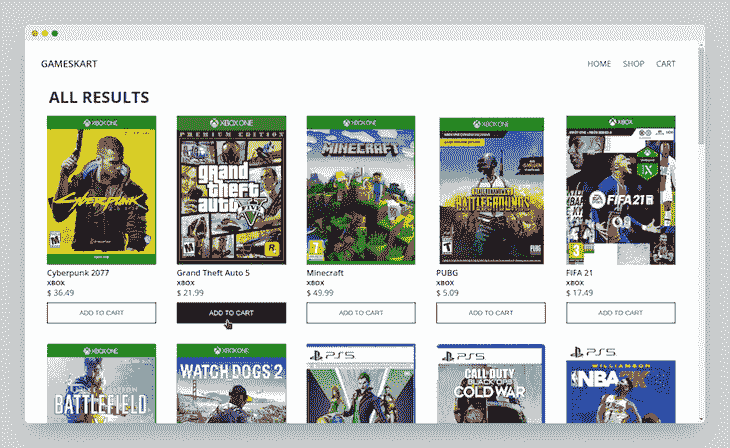 GAMESKART
HOME SHOP CART
ALL RESULTS
XBOX ONE
XBOX ONE
XBOX ONE
XBOX ONE
XBOX
PREMIUM EDITION
MINECRAFT
grand
theft
auto
V
CYBERPUNK
PLAYERUNKNOWN'S
BATTLEGROUNDS
EA SPORTS
FIFA 21
Cyberpunk 2077
XBOX
$ 36.49
ADD TO CART
Grand Theft Auto 5
XBOX
$ 21.99
ADD TO CART
Minecraft
XBOX
$ 49.99
ADD TO CART
PUBG
XBOX
$ 5.09
ADD TO CART
FIFA 21
XBOX
$ 17.49
ADD TO CART
XBOX ONE
BATTLEFIELD
XBOX ONE
WATCH DOGS 2
PS5
PS5
CALL OF DUTY
BLACK OPS
COLD WAR
PS5
WILLIAMSON
NBA 2K